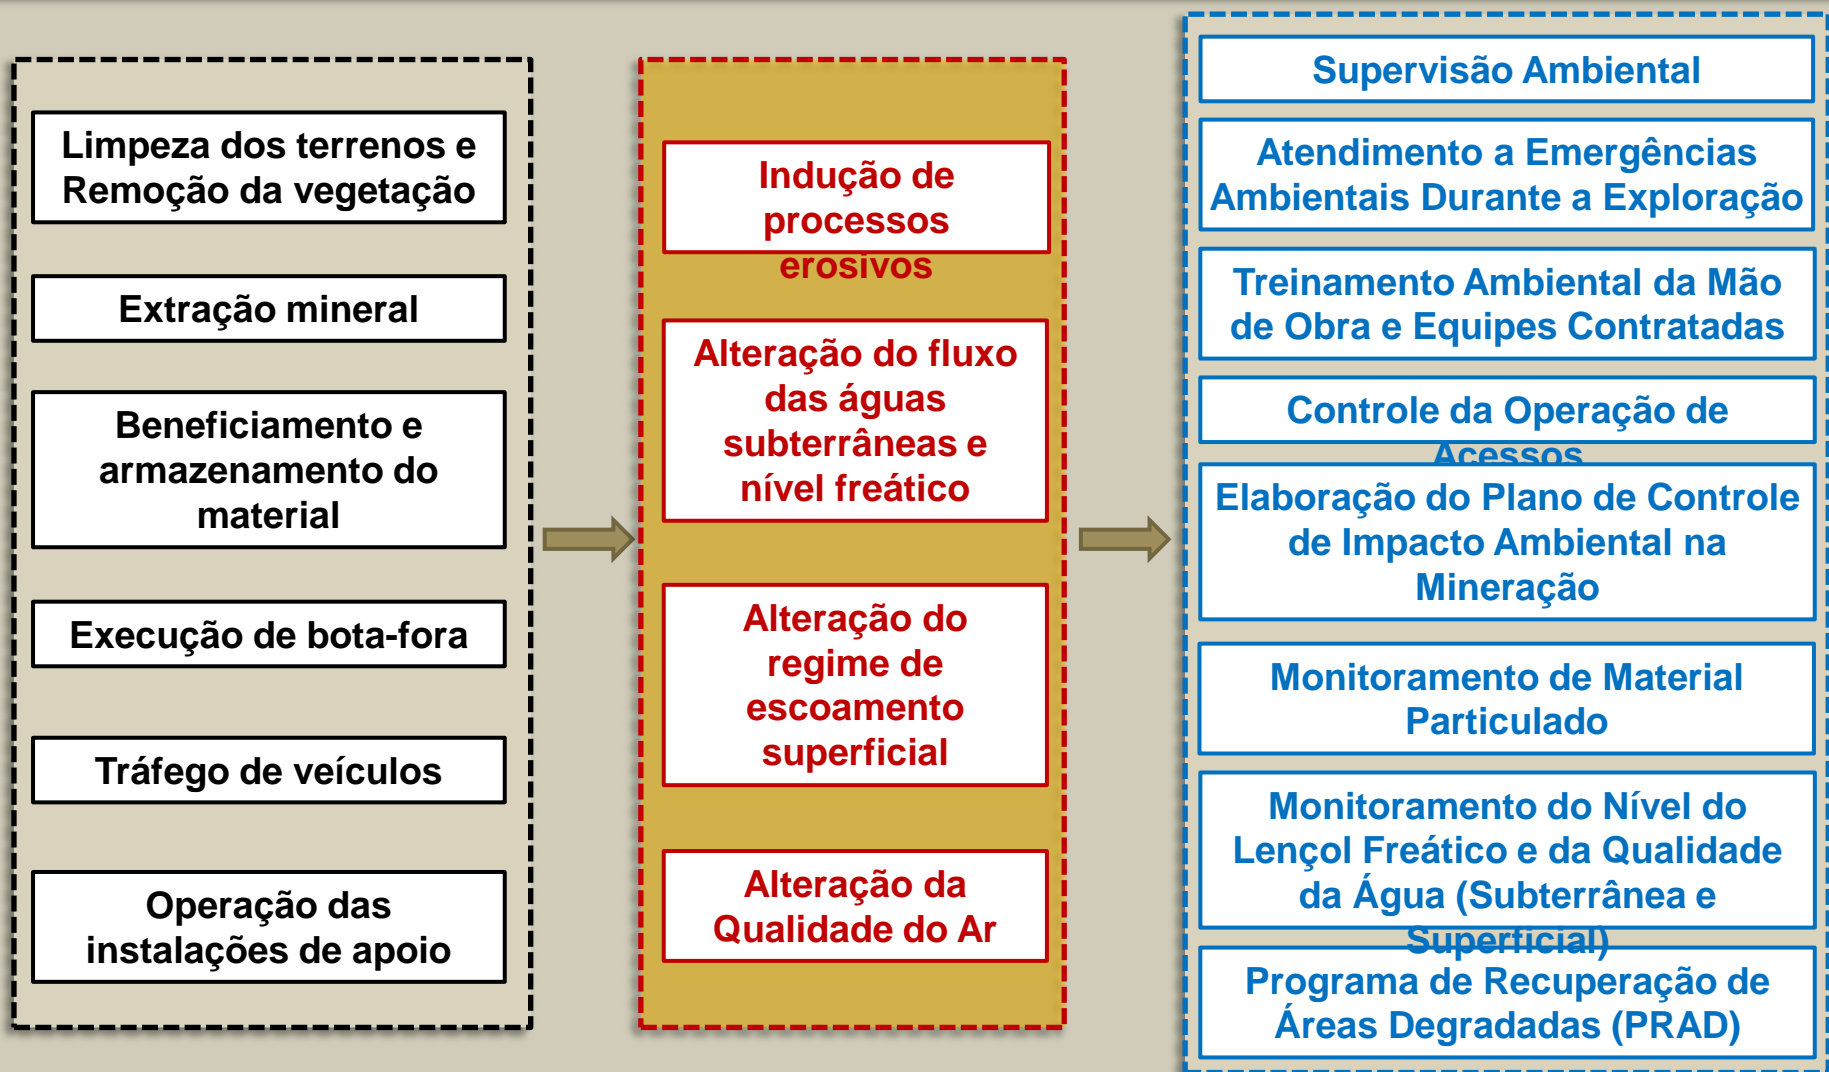 Limpeza dos terrenos e
Remoção da vegetação
Extração mineral
Beneficiamento e
armazenamento do
material
Execução de bota-fora
Tráfego de veículos
Operação das
instalações de apoio
Indução de
processos
erosivos
Alteração do fluxo
das águas
subterrâneas e
nível freático
Alteração do
regime de
escoamento
superficial
Alteração da
Qualidade do Ar
Supervisão Ambiental
Atendimento a Emergências
Ambientais Durante a Exploração
Treinamento Ambiental da Mão
de Obra e Equipes Contratadas
Controle da Operação de
Acessos
Elaboração do Plano de Controle
de Impacto Ambiental na
Mineração
Monitoramento de Material
Particulado
Monitoramento do Nível do
Lençol Freático e da Qualidade
da Água (Subterrânea e
Superficial)
Programa de Recuperação de
Áreas Degradadas (PRAD)